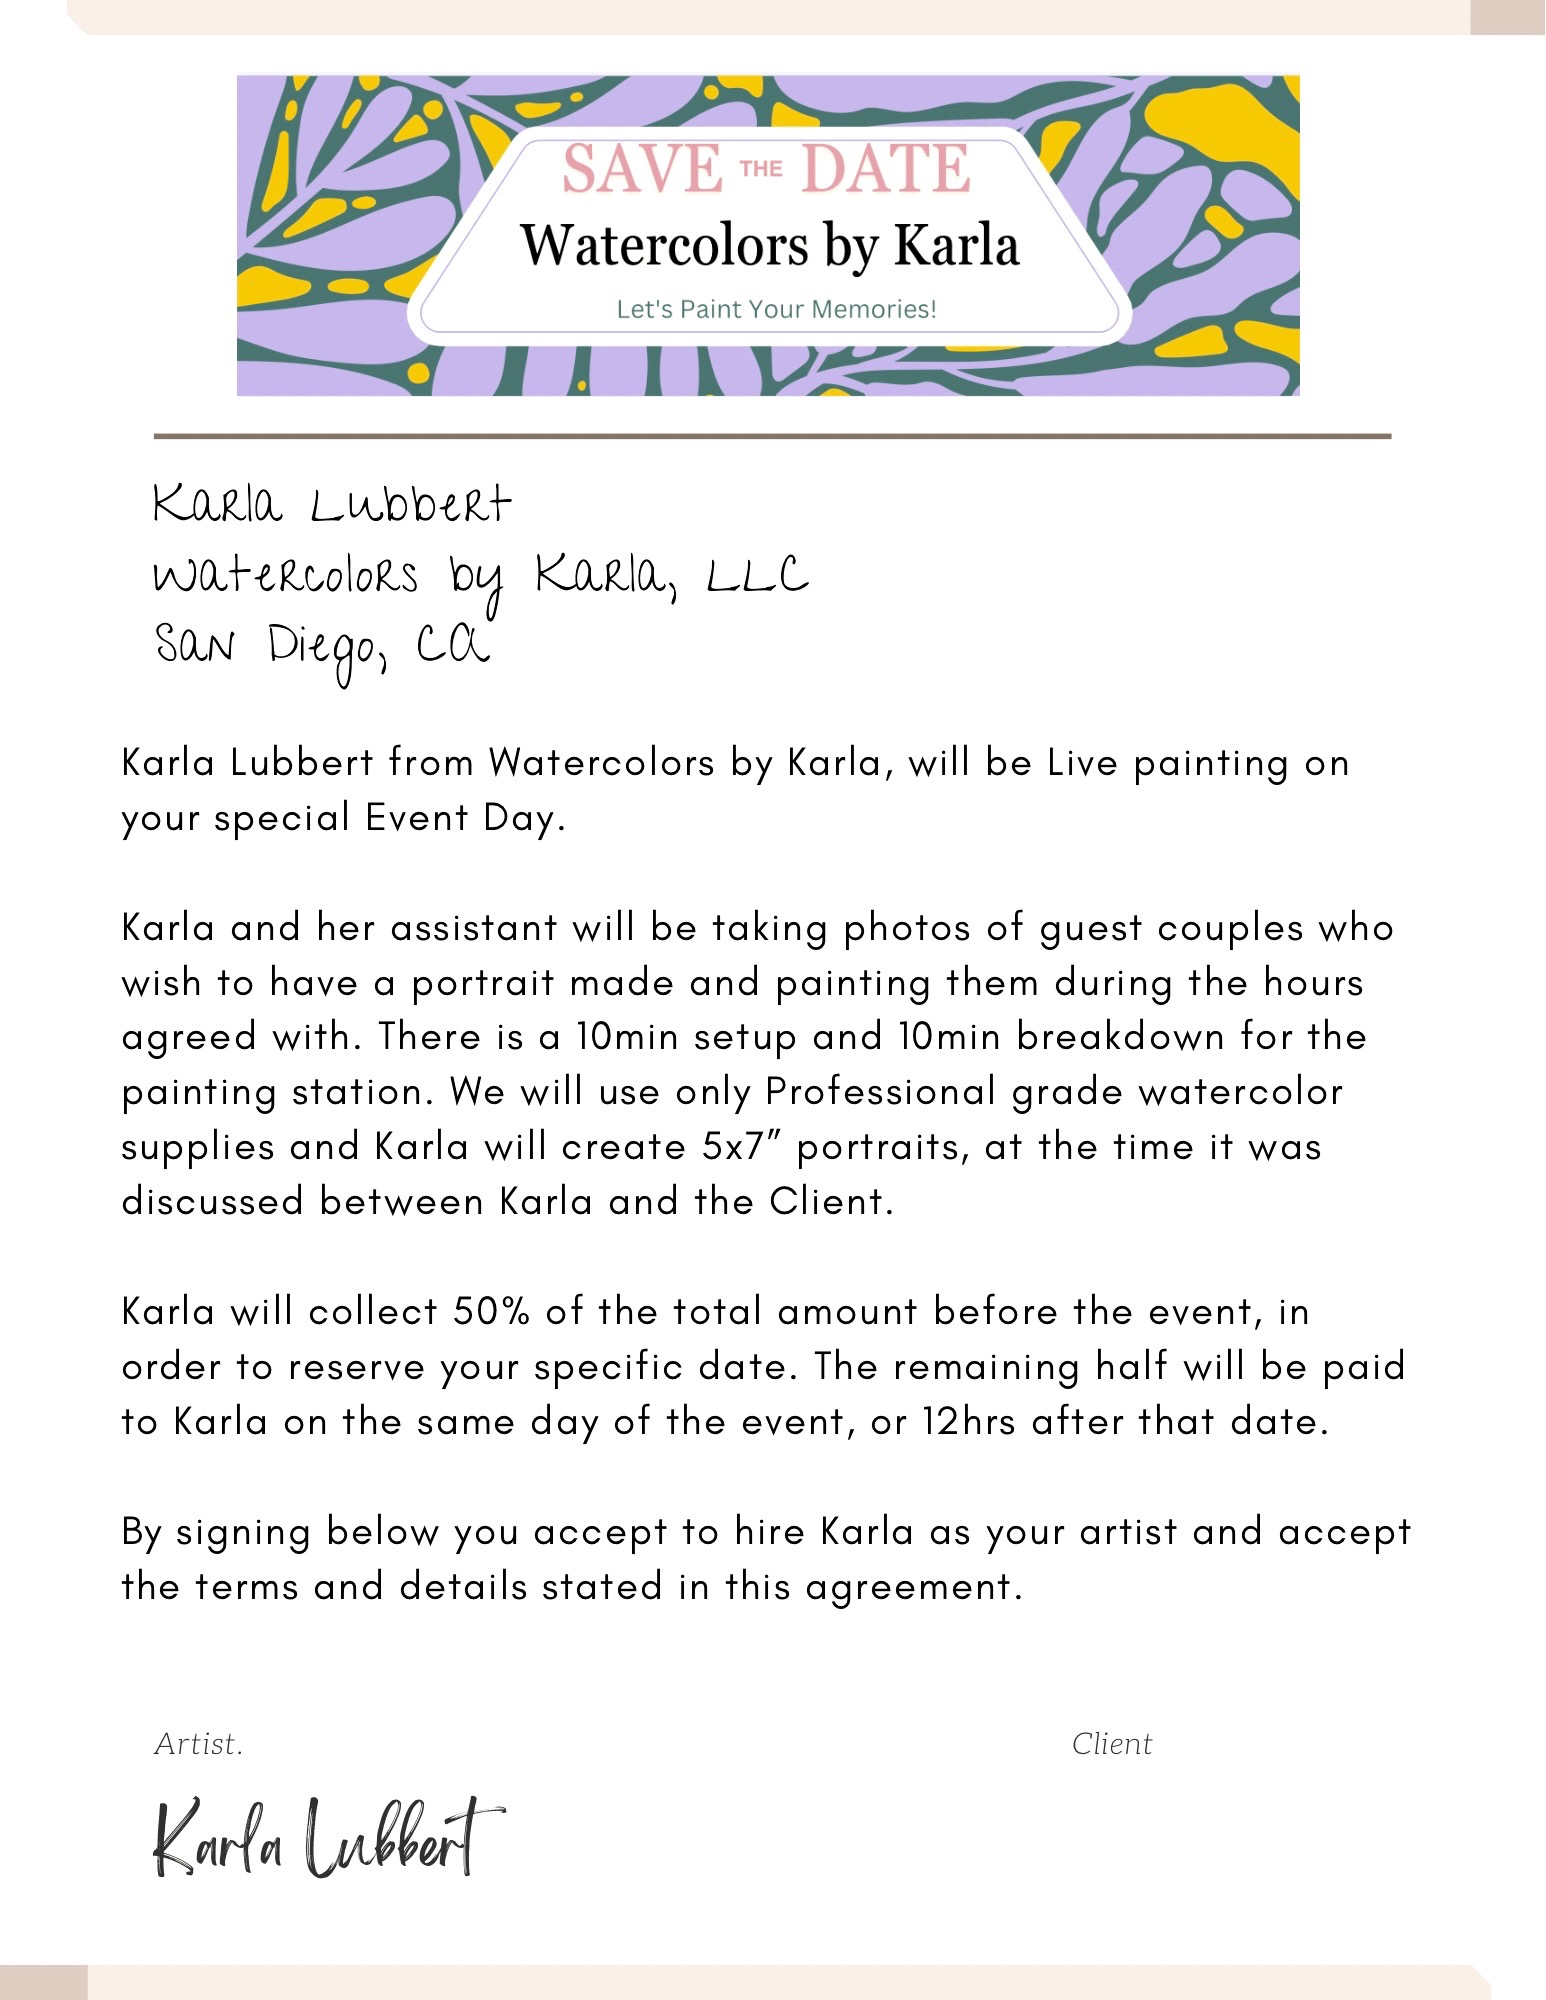 SAVE THE DATE
Watercolors by Karla
Let's Paint Your Memories!
Karla Lubbert
Watercolors by Karla, LLC
San Diego, CA
Karla Lubbert from Watercolors by Karla, will be Live painting on
your special Event Day.
Karla and her assistant will be taking photos of guest couples who
wish to have a portrait made and painting them during the hours
agreed with. There is a 10min setup and 10min breakdown for the
painting station. We will use only Professional grade watercolor
supplies and Karla will create 5x7” portraits, at the time it was
discussed between Karla and the Client.
Karla will collect 50% of the total amount before the event, in
order to reserve your specific date. The remaining half will be paid
to Karla on the same day of the event, or 12hrs after that date.
By signing below you accept to hire Karla as your artist and accept
the terms and details stated in this agreement.
Artist. Client
Karla Lubbert